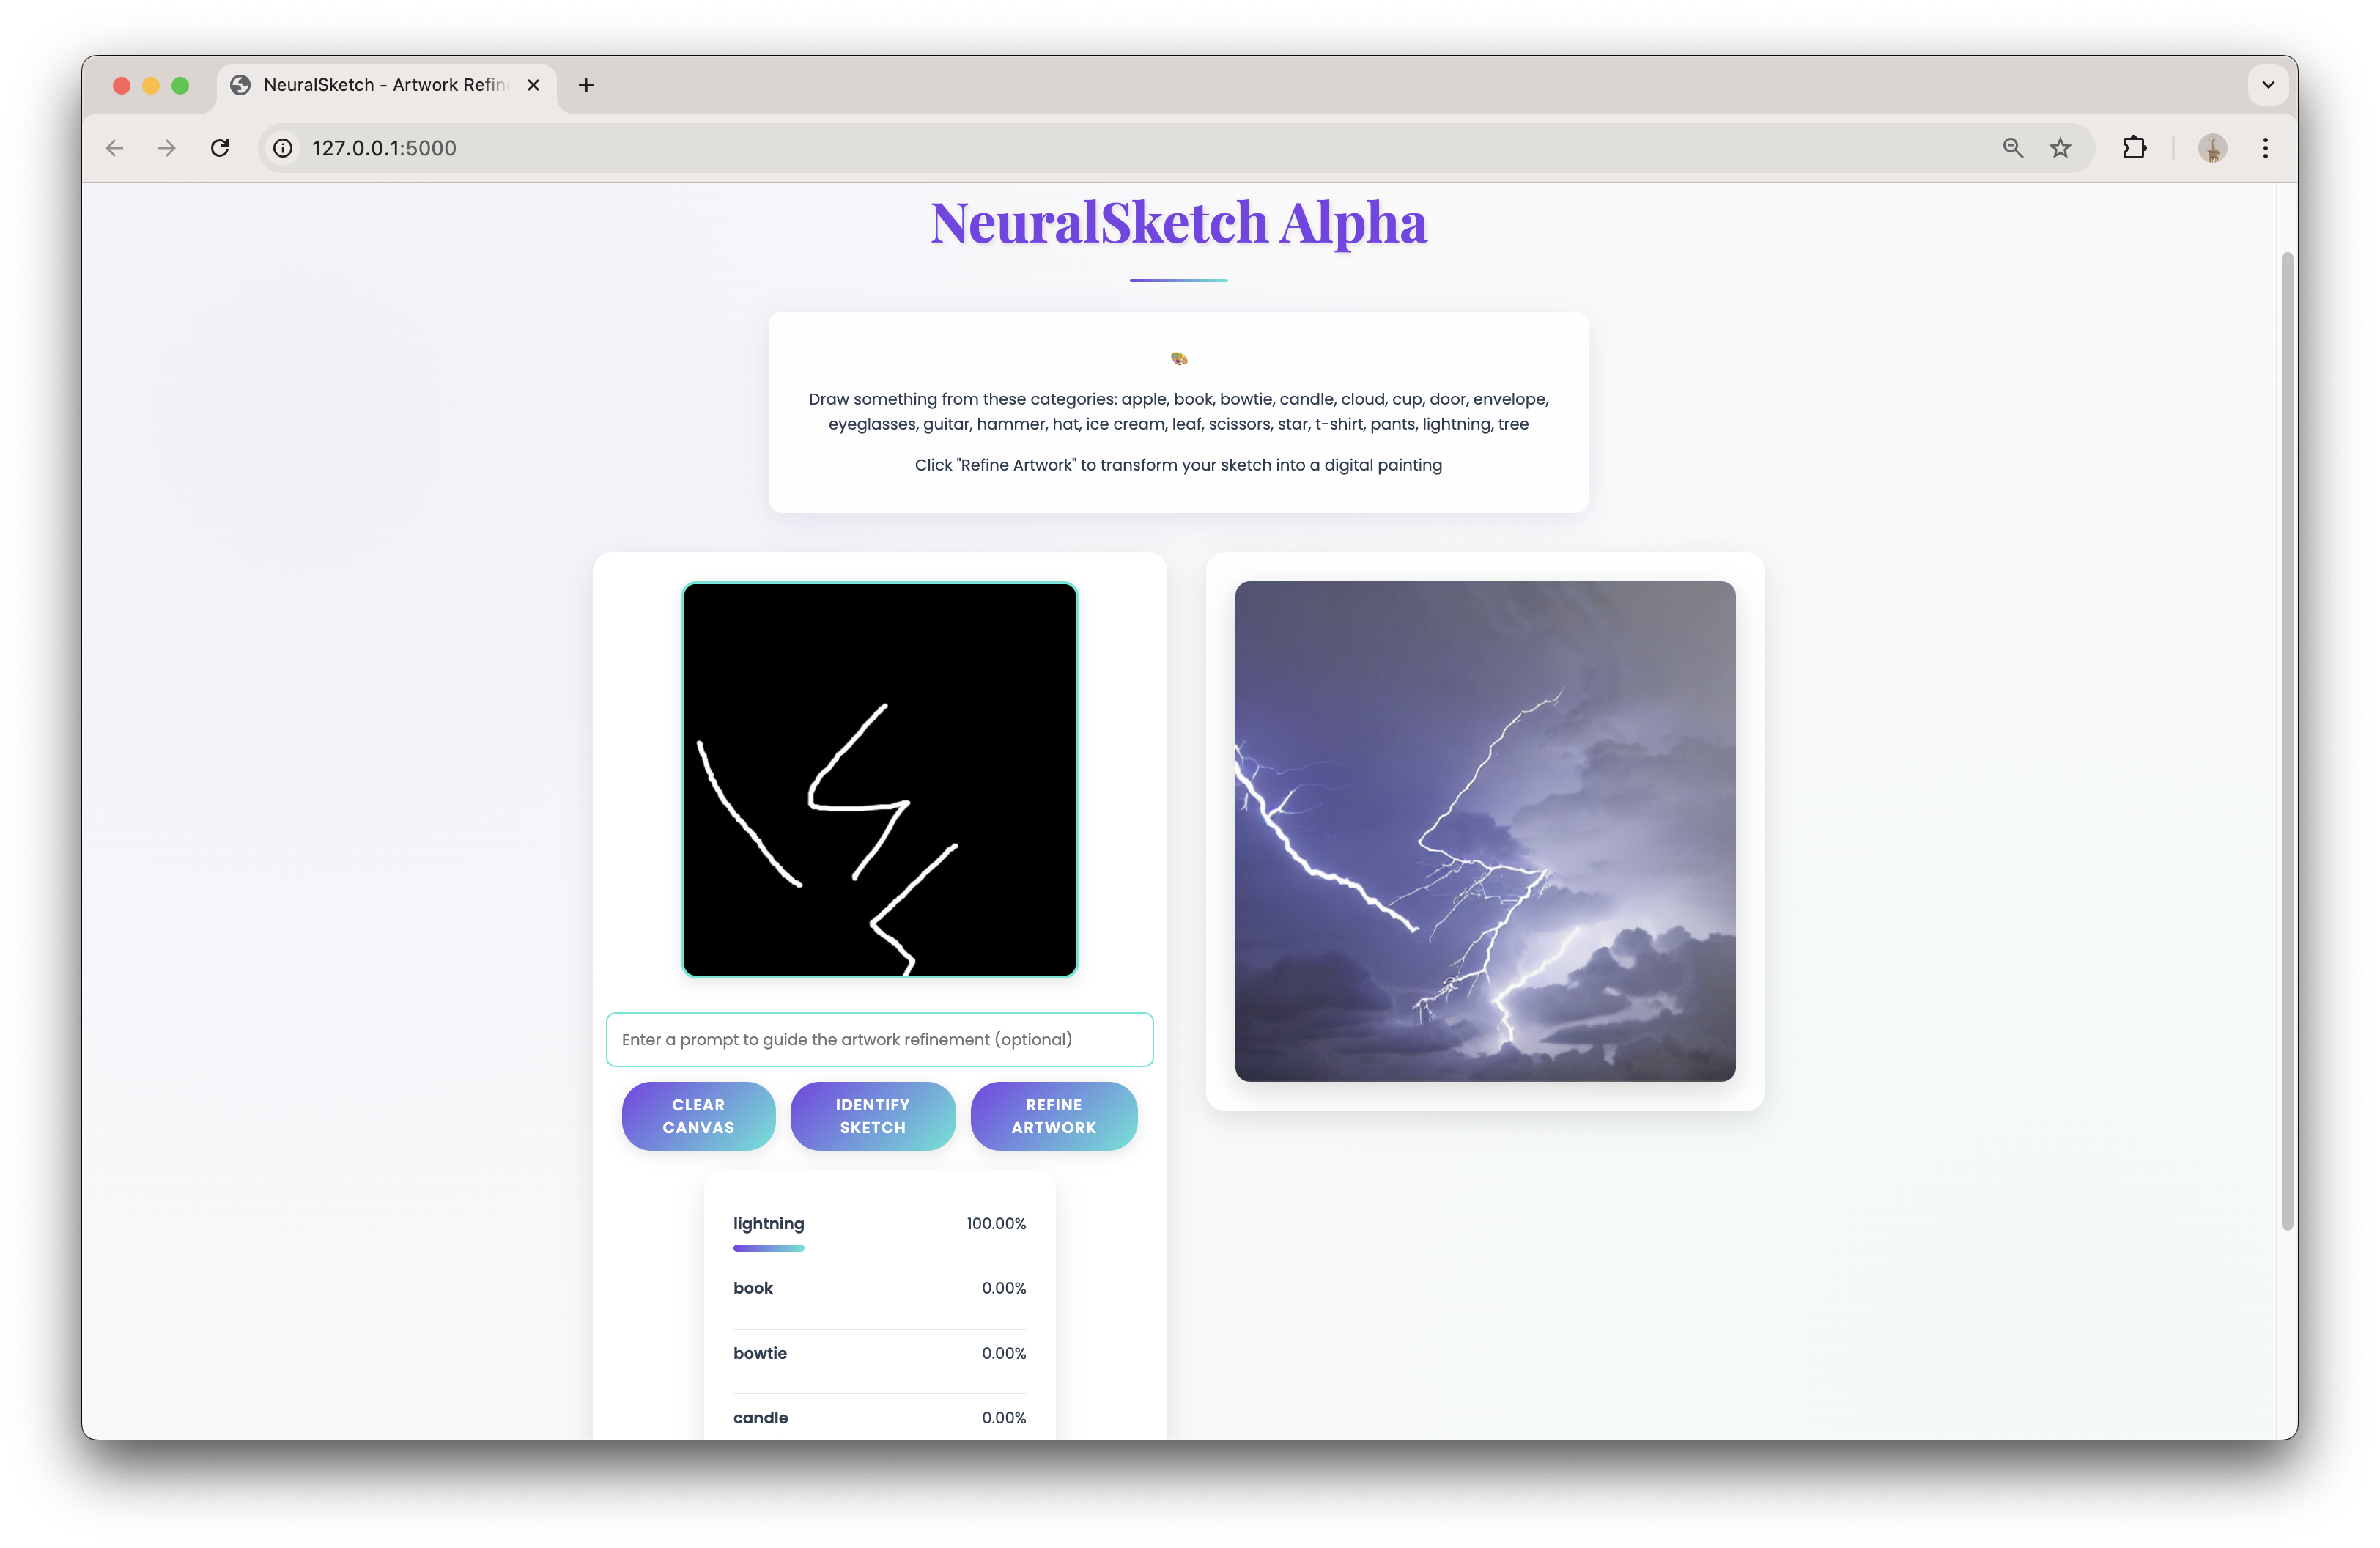 NeuralSketch - Artwork Refin
127.0.0.1:5000
NeuralSketch Alpha
Draw something from these categories: apple, book, bowtie, candle, cloud, cup, door, envelope,
eyeglasses, guitar, hammer, hat, ice cream, leaf, scissors, star, t-shirt, pants, lightning, tree
Click "Refine Artwork" to transform your sketch into a digital painting
Enter a prompt to guide the artwork refinement (optional)
CLEAR
CANVAS
IDENTIFY
SKETCH
REFINE
ARTWORK
lightning 100.00%
book 0.00%
bowtie 0.00%
candle 0.00%